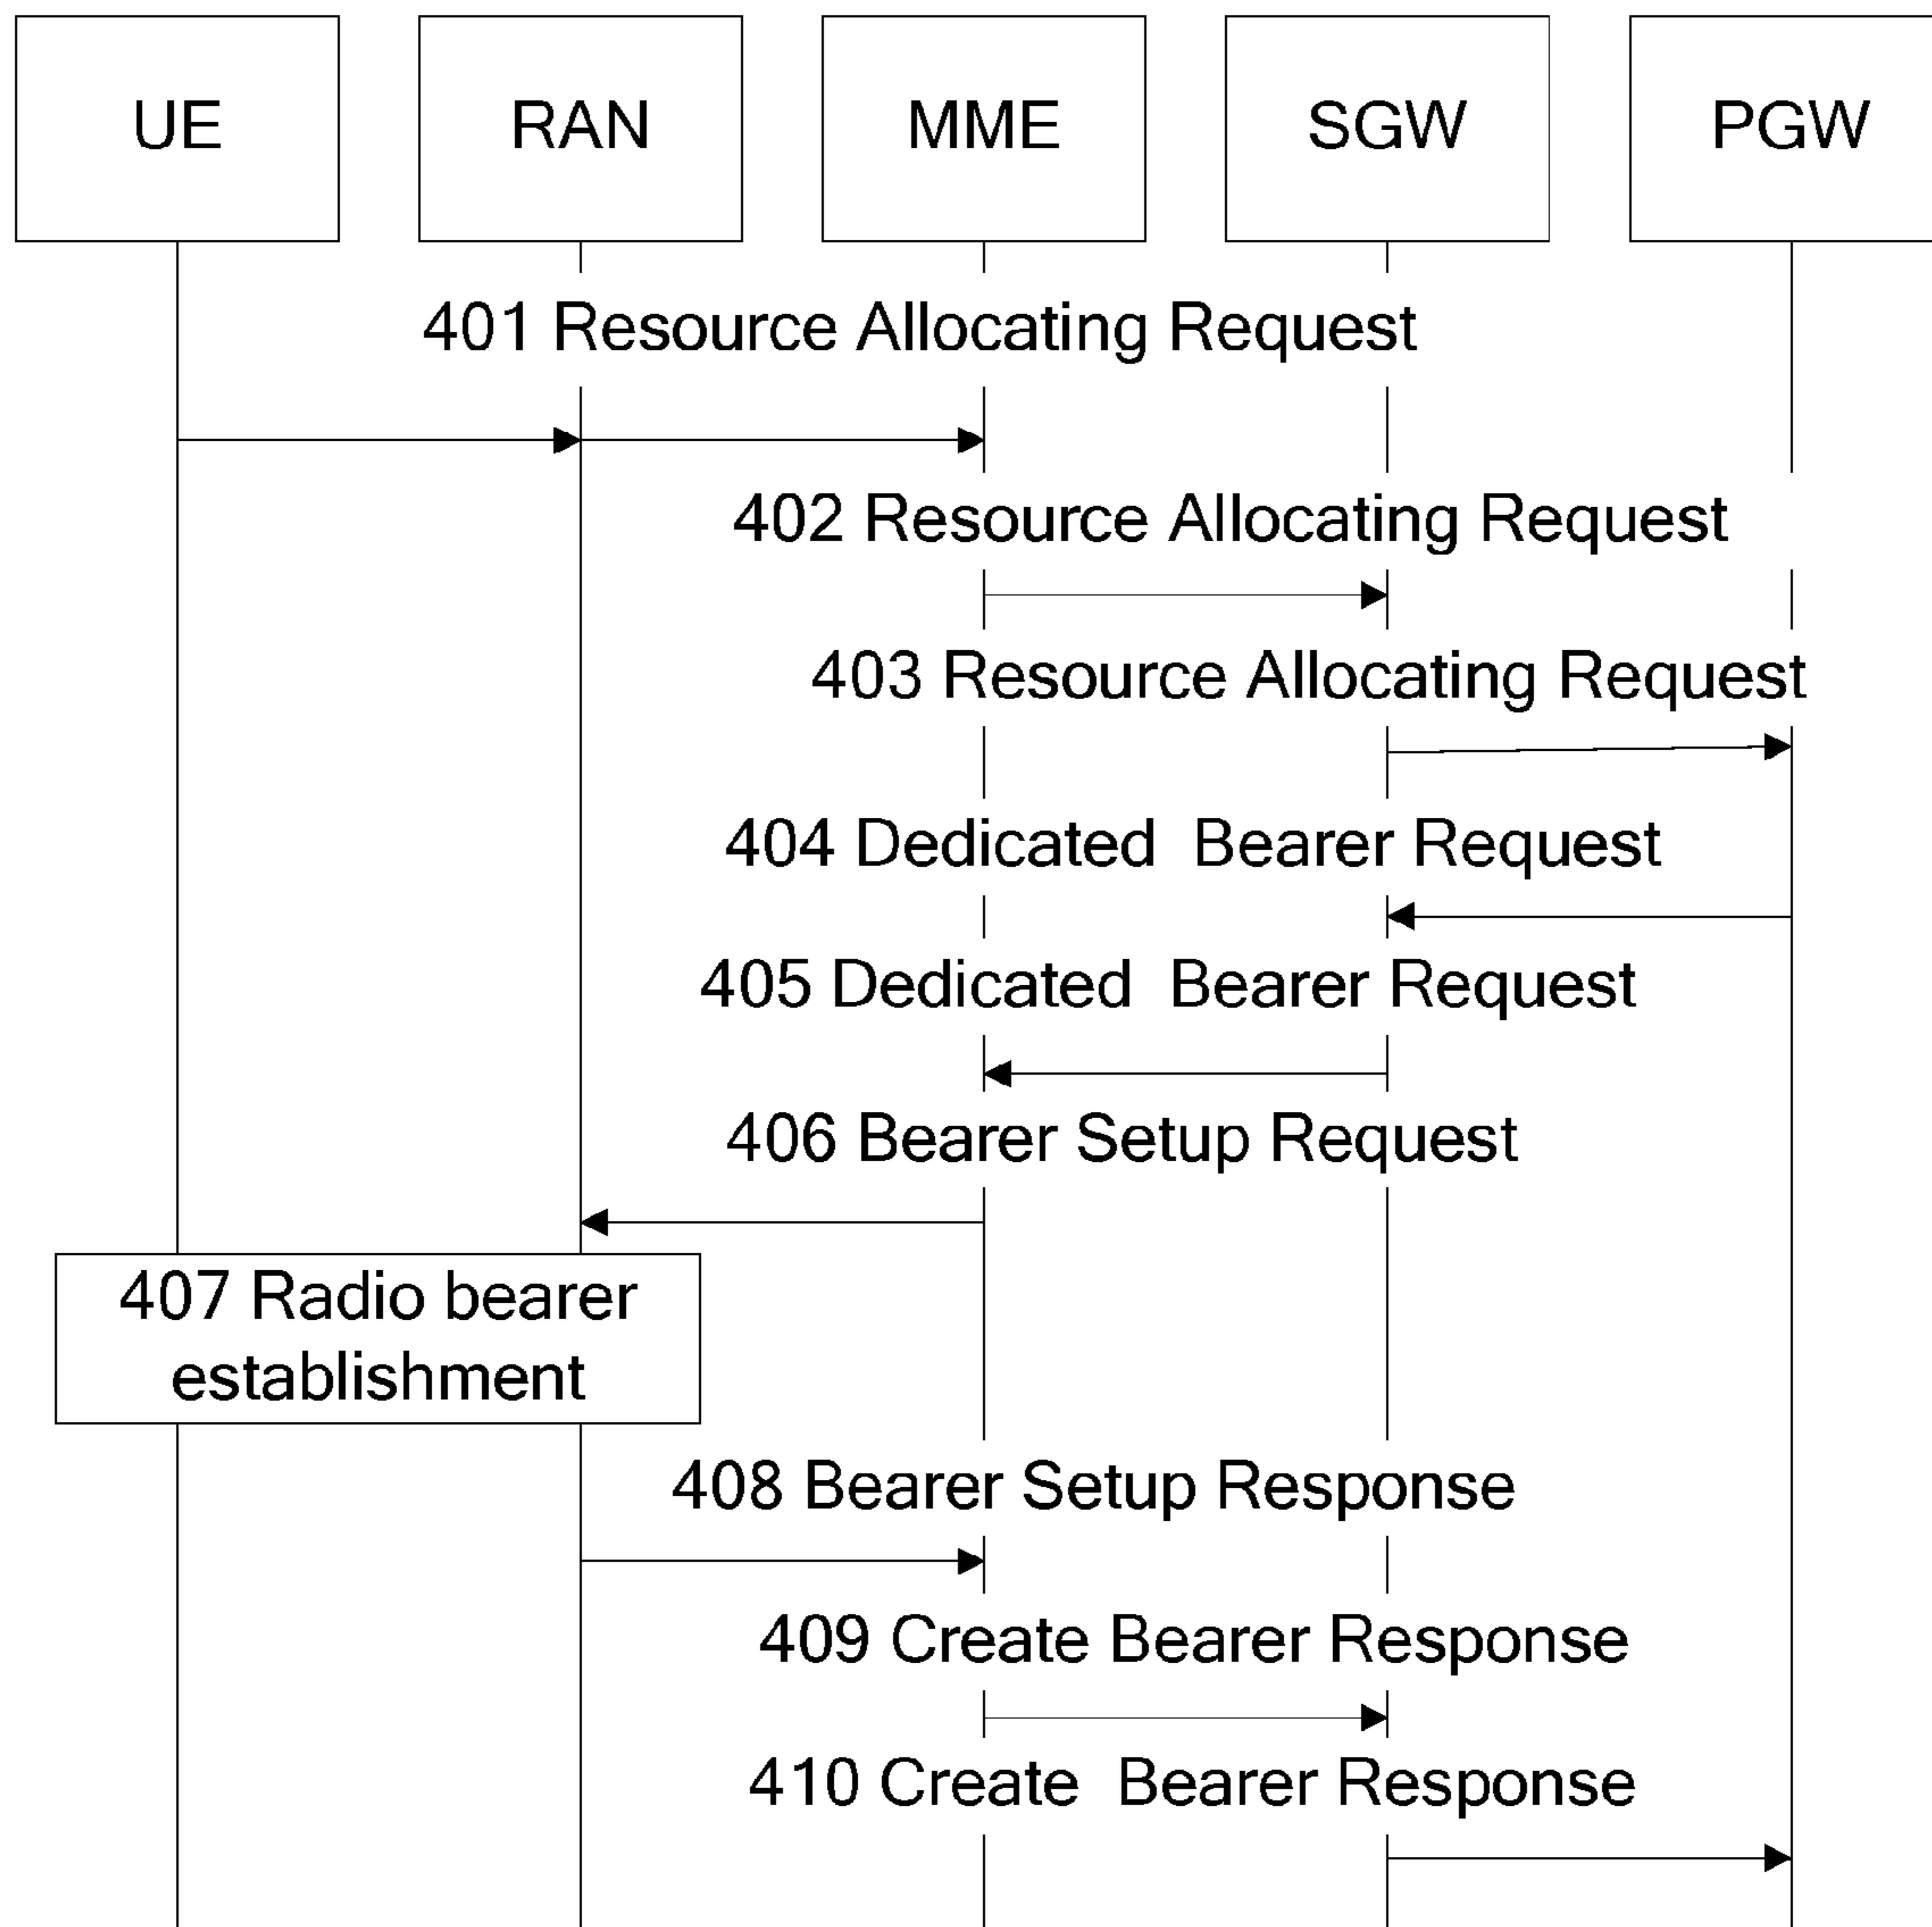 UE
RAN
MME
SGW
PGW
401 Resource Allocating Request
402 Resource Allocating Request
403 Resource Allocating Request
404 Dedicated  Bearer Request
405 Dedicated  Bearer Request
406 Bearer Setup Request
407 Radio bearer
establishment
408 Bearer Setup Response
409 Create Bearer Response
410 Create  Bearer Response